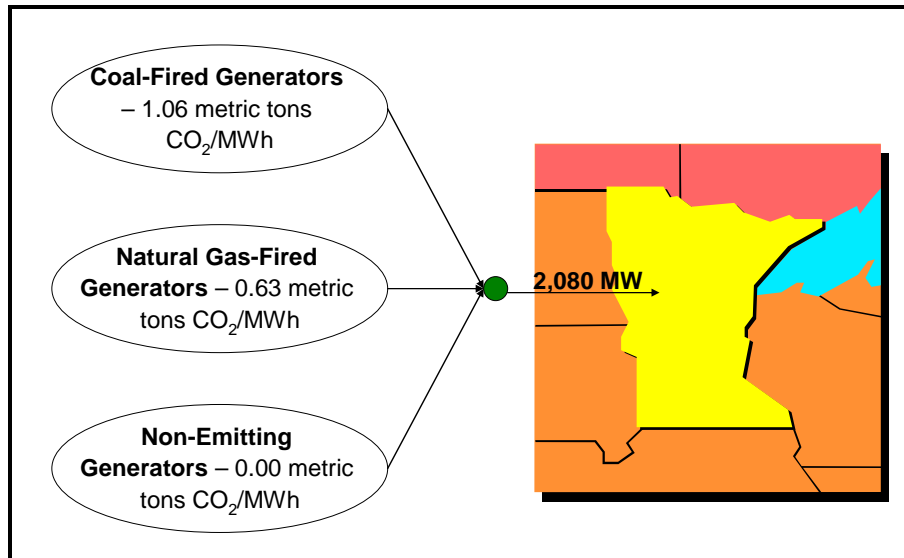 Coal-Fired Generators
– 1.06 metric tons
CO₂/MWh
Natural Gas-Fired
Generators – 0.63 metric
tons CO₂/MWh
2,080 MW
Non-Emitting
Generators – 0.00 metric
tons CO₂/MWh